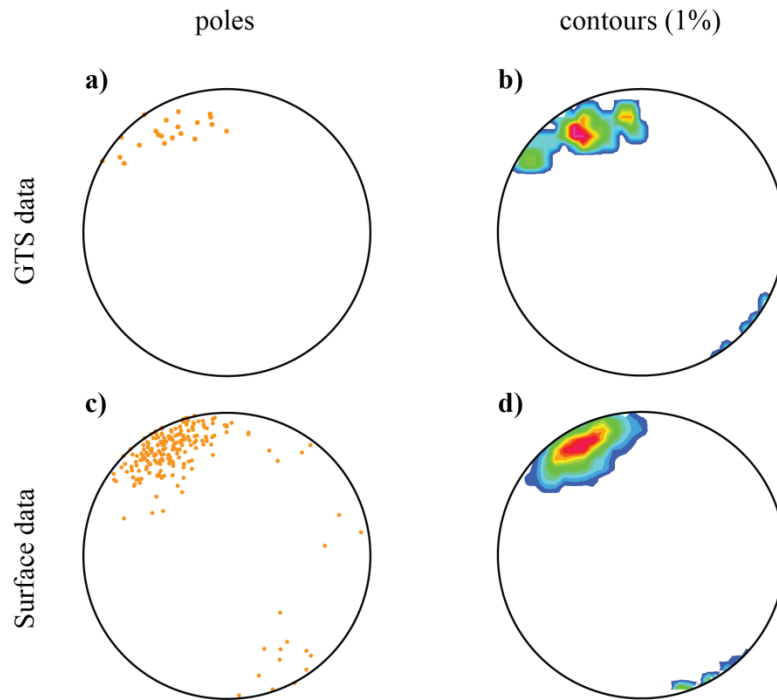 poles
contours (1%)
a)
b)
GTS data
c)
d)
Surface data